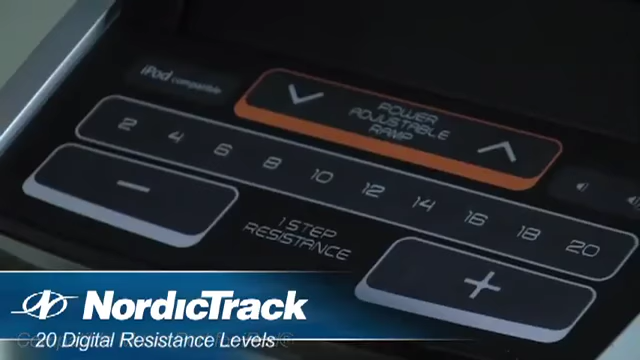 iPod compatible
POWER
ADJUSTABLE
RAMP
2 4 6 8 10 12 14 16 18 20
− +
1 STEP
RESISTANCE
NordicTrack
20 Digital Resistance Levels